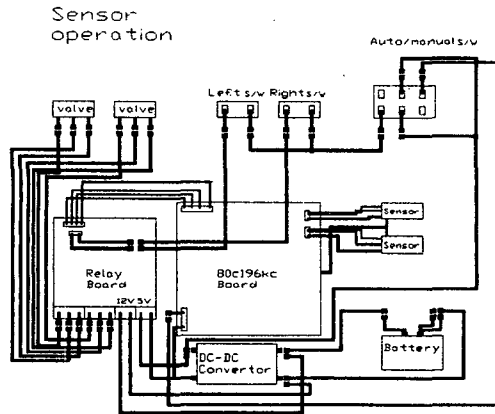 Sensor
operation
Auto/manual s/w
Left s/w Right s/w
valve
valve
Sensor
Sensor
Relay
Board
80c196kc
Board
12V 5V
DC-DC
Convertor
Battery